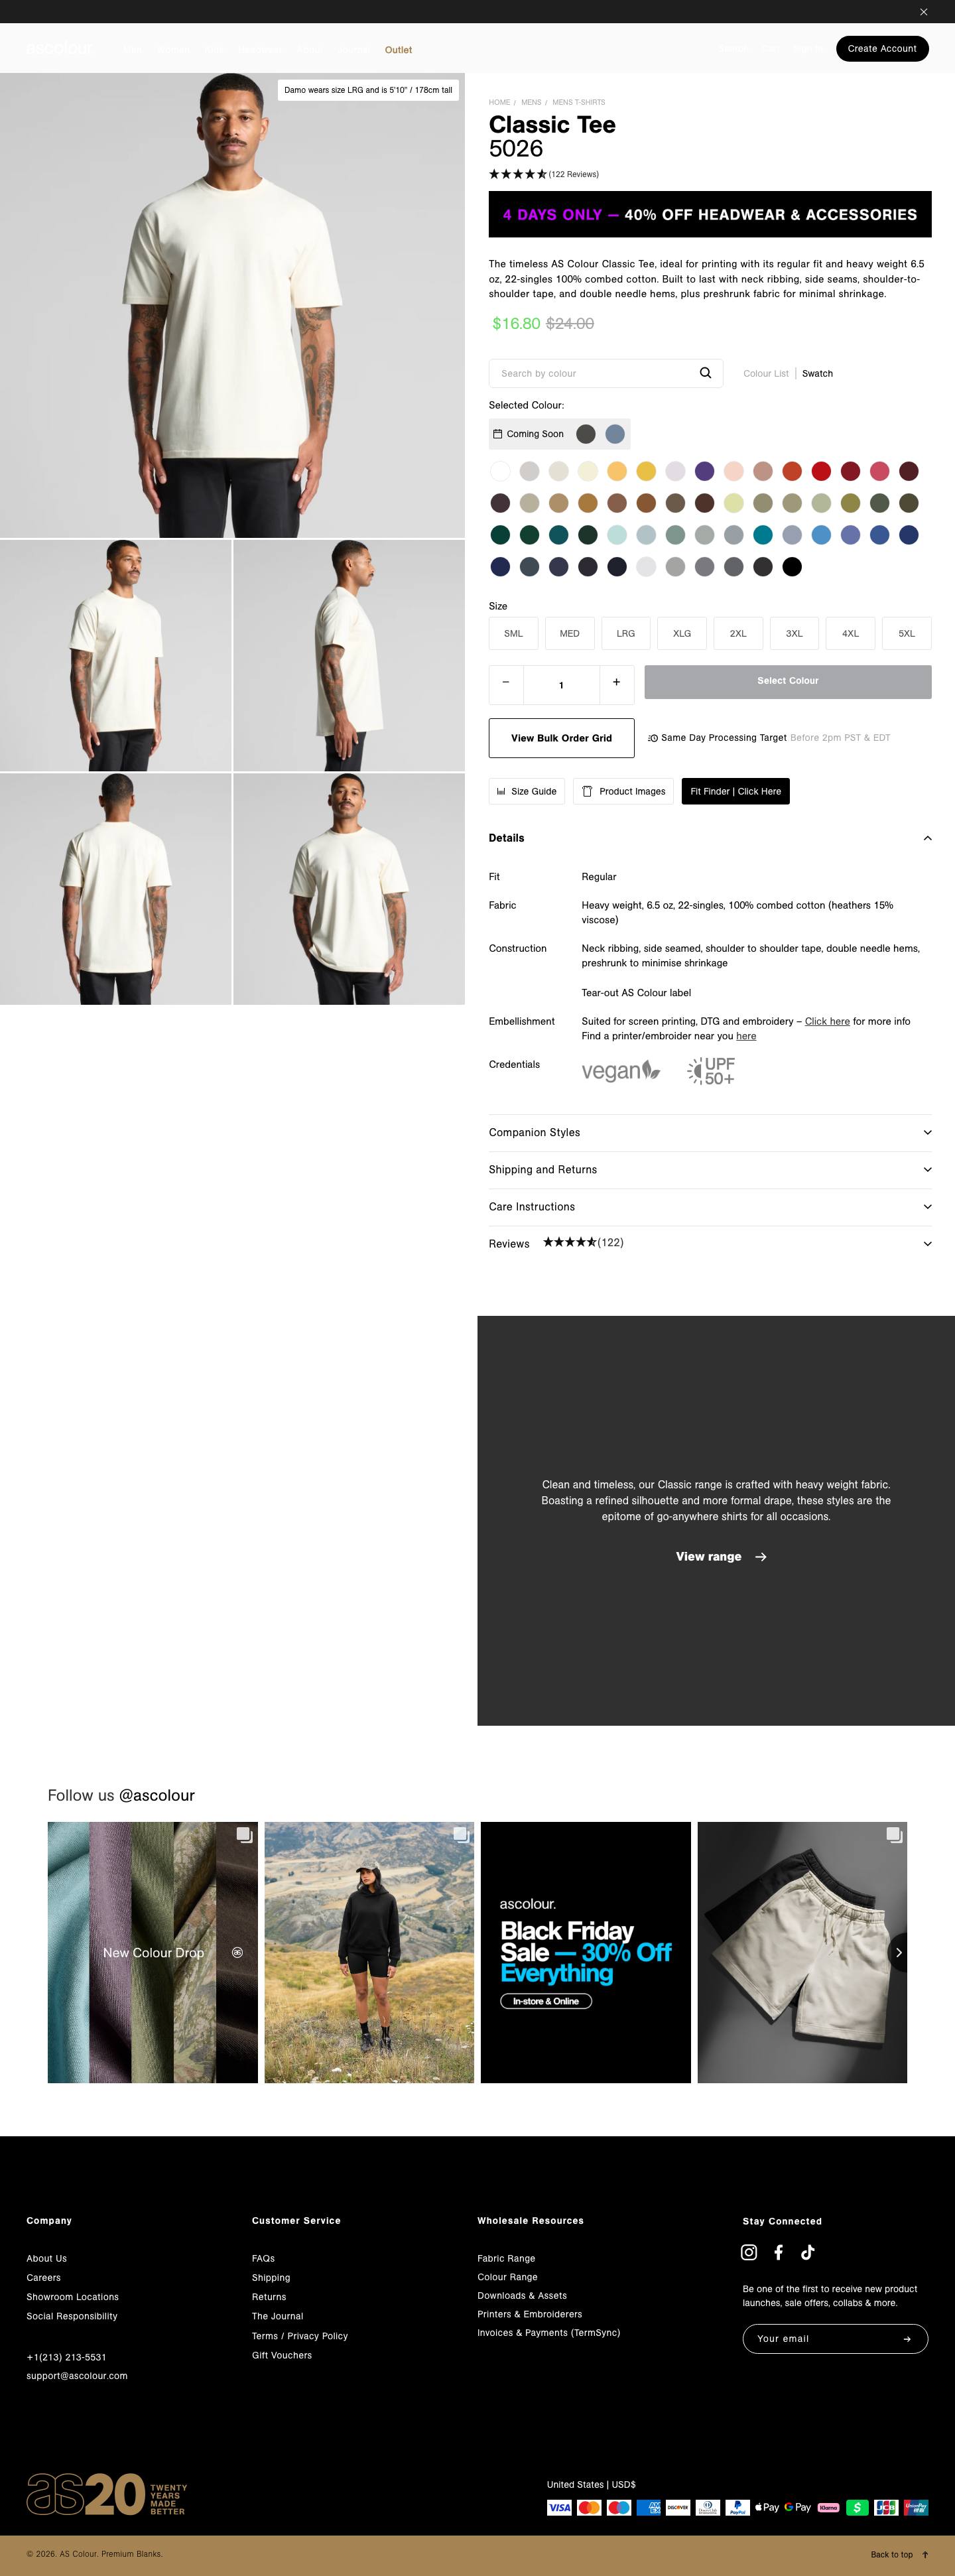 ascolour
Outlet
Create Account
Damo wears size LRG and is 5'10" / 178cm tall
HOME / MENS / MENS T-SHIRTS
Classic Tee
5026
(122 Reviews)
4 DAYS ONLY — 40% OFF HEADWEAR & ACCESSORIES
The timeless AS Colour Classic Tee, ideal for printing with its regular fit and heavy weight 6.5
oz, 22-singles 100% combed cotton. Built to last with neck ribbing, side seams, shoulder-to-
shoulder tape, and double needle hems, plus preshrunk fabric for minimal shrinkage.
$16.80 $24.00
Search by colour
Colour List | Swatch
Selected Colour:
Coming Soon
Size
SML MED LRG XLG 2XL 3XL 4XL 5XL
− 1 +
Select Colour
View Bulk Order Grid
Same Day Processing Target Before 2pm PST & EDT
Size Guide
Product Images
Fit Finder | Click Here
Details
Fit
Regular
Fabric
Heavy weight, 6.5 oz, 22-singles, 100% combed cotton (heathers 15%
viscose)
Construction
Neck ribbing, side seamed, shoulder to shoulder tape, double needle hems,
preshrunk to minimise shrinkage
Tear-out AS Colour label
Embellishment
Suited for screen printing, DTG and embroidery – Click here for more info
Find a printer/embroider near you here
Credentials
vegan
UPF
50+
Companion Styles
Shipping and Returns
Care Instructions
Reviews (122)
Clean and timeless, our Classic range is crafted with heavy weight fabric.
Boasting a refined silhouette and more formal drape, these styles are the
epitome of go-anywhere shirts for all occasions.
View range
Follow us @ascolour
New Colour Drop
ascolour.
Black Friday
Sale — 30% Off
Everything
In-store & Online
Company
About Us
Careers
Showroom Locations
Social Responsibility
+1(213) 213-5531
support@ascolour.com
Customer Service
FAQs
Shipping
Returns
The Journal
Terms / Privacy Policy
Gift Vouchers
Wholesale Resources
Fabric Range
Colour Range
Downloads & Assets
Printers & Embroiderers
Invoices & Payments (TermSync)
Stay Connected
Be one of the first to receive new product
launches, sale offers, collabs & more.
Your email
as20
TWENTY
YEARS
MADE
BETTER
United States | USD$
VISA
DISCOVER
PayPal
Pay
G Pay
Klarna
$
JCB
UnionPay
© 2026. AS Colour. Premium Blanks.
Back to top